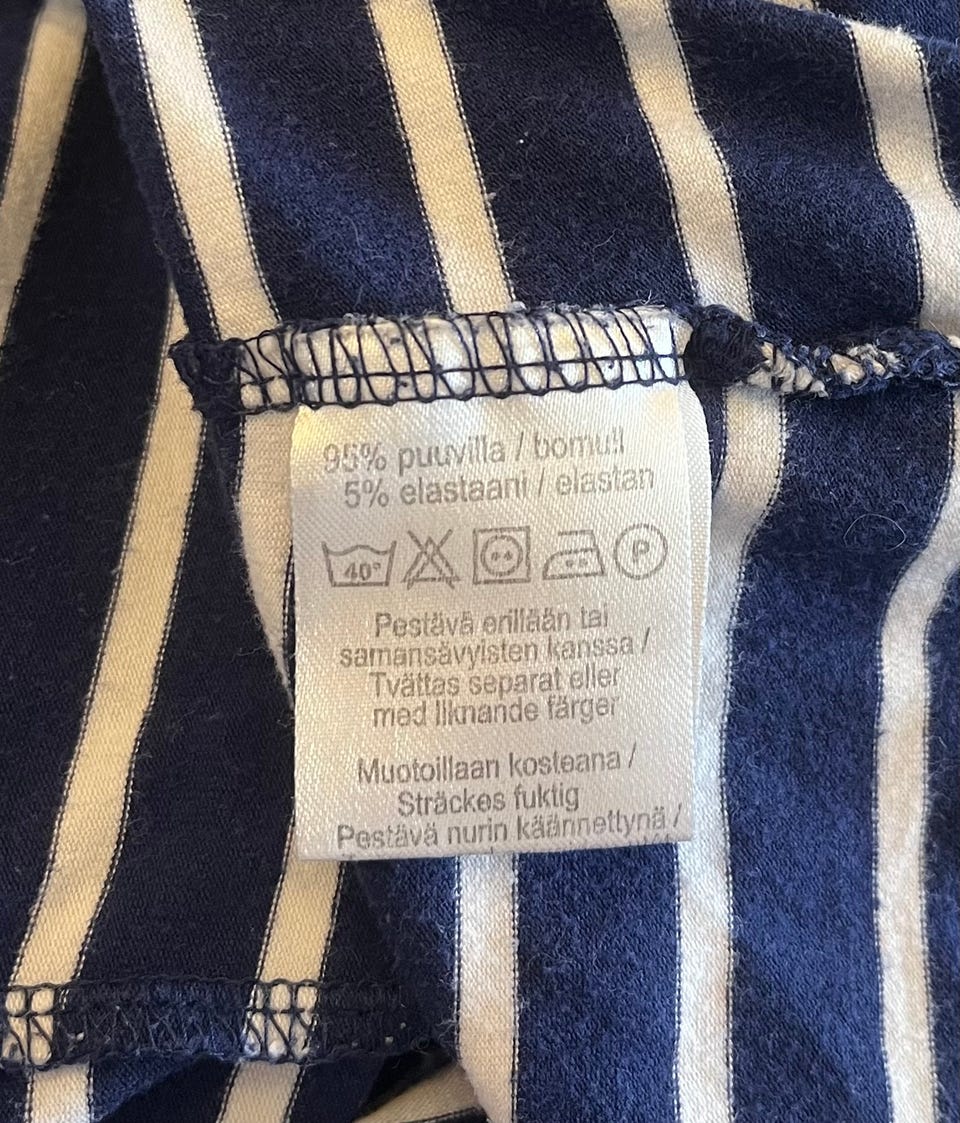 95% puuvilla / bomull
5% elastaani / elastan
40° P
Pestävä erillään tai
samansävyisten kanssa /
Tvättas separat eller
med liknande färger
Muotoillaan kosteana /
Sträckes fuktig
Pestävä nurin käännettynä /